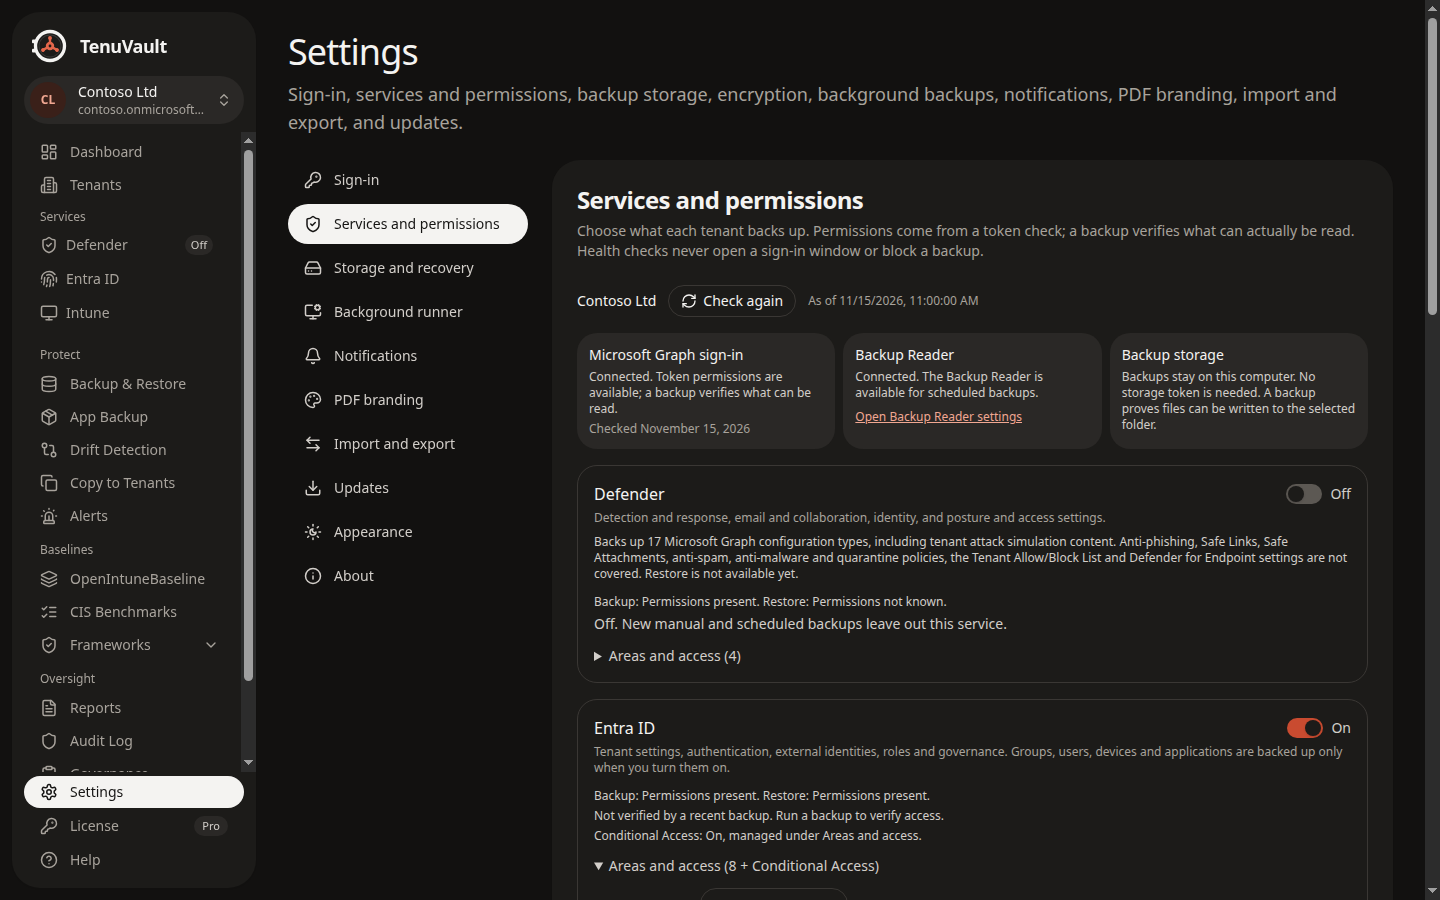 TenuVault
CL
Contoso Ltd
contoso.onmicrosoft...
Dashboard
Tenants
Services
Defender
Off
Entra ID
Intune
Protect
Backup & Restore
App Backup
Drift Detection
Copy to Tenants
Alerts
Baselines
OpenIntuneBaseline
CIS Benchmarks
Frameworks
Oversight
Reports
Audit Log
Settings
License
Pro
Help
Settings
Sign-in, services and permissions, backup storage, encryption, background backups, notifications, PDF branding, import and
export, and updates.
Sign-in
Services and permissions
Storage and recovery
Background runner
Notifications
PDF branding
Import and export
Updates
Appearance
About
Services and permissions
Choose what each tenant backs up. Permissions come from a token check; a backup verifies what can actually be read.
Health checks never open a sign-in window or block a backup.
Contoso Ltd
Check again
As of 11/15/2026, 11:00:00 AM
Microsoft Graph sign-in
Connected. Token permissions are
available; a backup verifies what can be
read.
Checked November 15, 2026
Backup Reader
Connected. The Backup Reader is
available for scheduled backups.
Open Backup Reader settings
Backup storage
Backups stay on this computer. No
storage token is needed. A backup
proves files can be written to the selected
folder.
Defender
Off
Detection and response, email and collaboration, identity, and posture and access settings.
Backs up 17 Microsoft Graph configuration types, including tenant attack simulation content. Anti-phishing, Safe Links, Safe
Attachments, anti-spam, anti-malware and quarantine policies, the Tenant Allow/Block List and Defender for Endpoint settings are not
covered. Restore is not available yet.
Backup: Permissions present. Restore: Permissions not known.
Off. New manual and scheduled backups leave out this service.
Areas and access (4)
Entra ID
On
Tenant settings, authentication, external identities, roles and governance. Groups, users, devices and applications are backed up only
when you turn them on.
Backup: Permissions present. Restore: Permissions present.
Not verified by a recent backup. Run a backup to verify access.
Conditional Access: On, managed under Areas and access.
Areas and access (8 + Conditional Access)